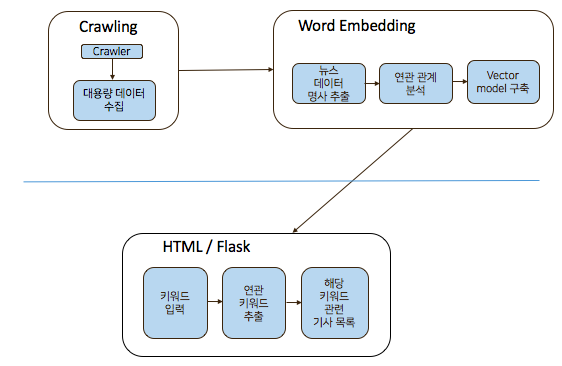 Crawling
Crawler
대용량 데이터
수집
Word Embedding
뉴스
데이터
명사 추출
연관 관계
분석
Vector
model 구축
HTML / Flask
키워드
입력
연관
키워드
추출
해당
키워드
관련
기사 목록